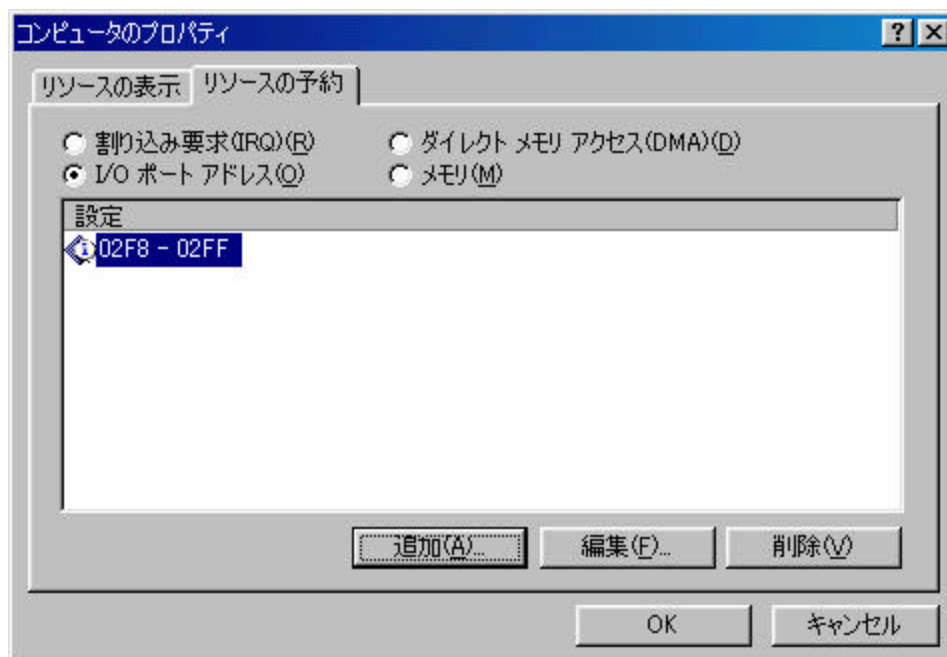 コンピュータのプロパティ
リソースの表示 リソースの予約
割り込み要求(IRQ)(R) ダイレクト メモリ アクセス(DMA)(D)
I/O ポート アドレス(O) メモリ(M)
設定
02F8 - 02FF
追加(A)... 編集(F)... 削除(V)
OK キャンセル